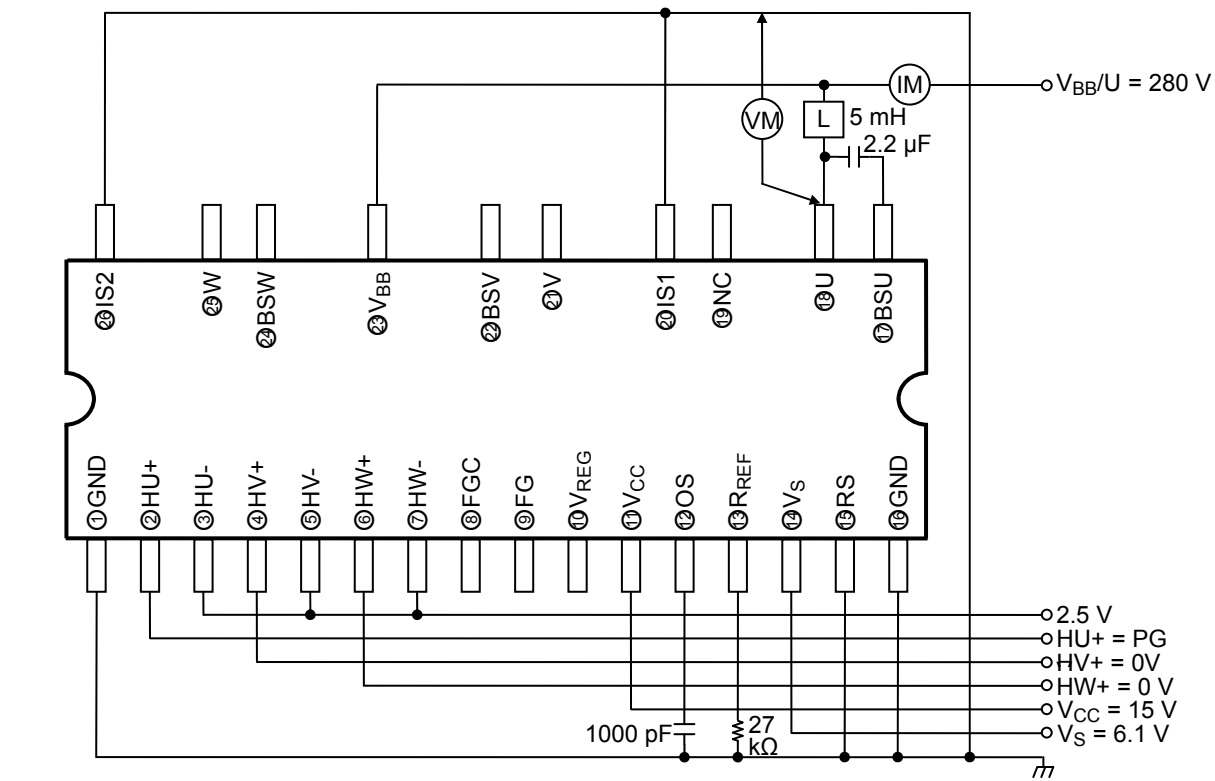 IM
V_BB/U = 280 V
VM
L
5 mH
2.2 µF
㉖IS2
㉕W
㉔BSW
㉓V_BB
㉒BSV
㉑V
⑳IS1
⑲NC
⑱U
⑰BSU
①GND
②HU+
③HU-
④HV+
⑤HV-
⑥HW+
⑦HW-
⑧FGC
⑨FG
⑩V_REG
⑪V_CC
⑫OS
⑬R_REF
⑭V_S
⑮RS
⑯GND
2.5 V
HU+ = PG
HV+ = 0V
HW+ = 0 V
V_CC = 15 V
V_S = 6.1 V
1000 pF
27
kΩ